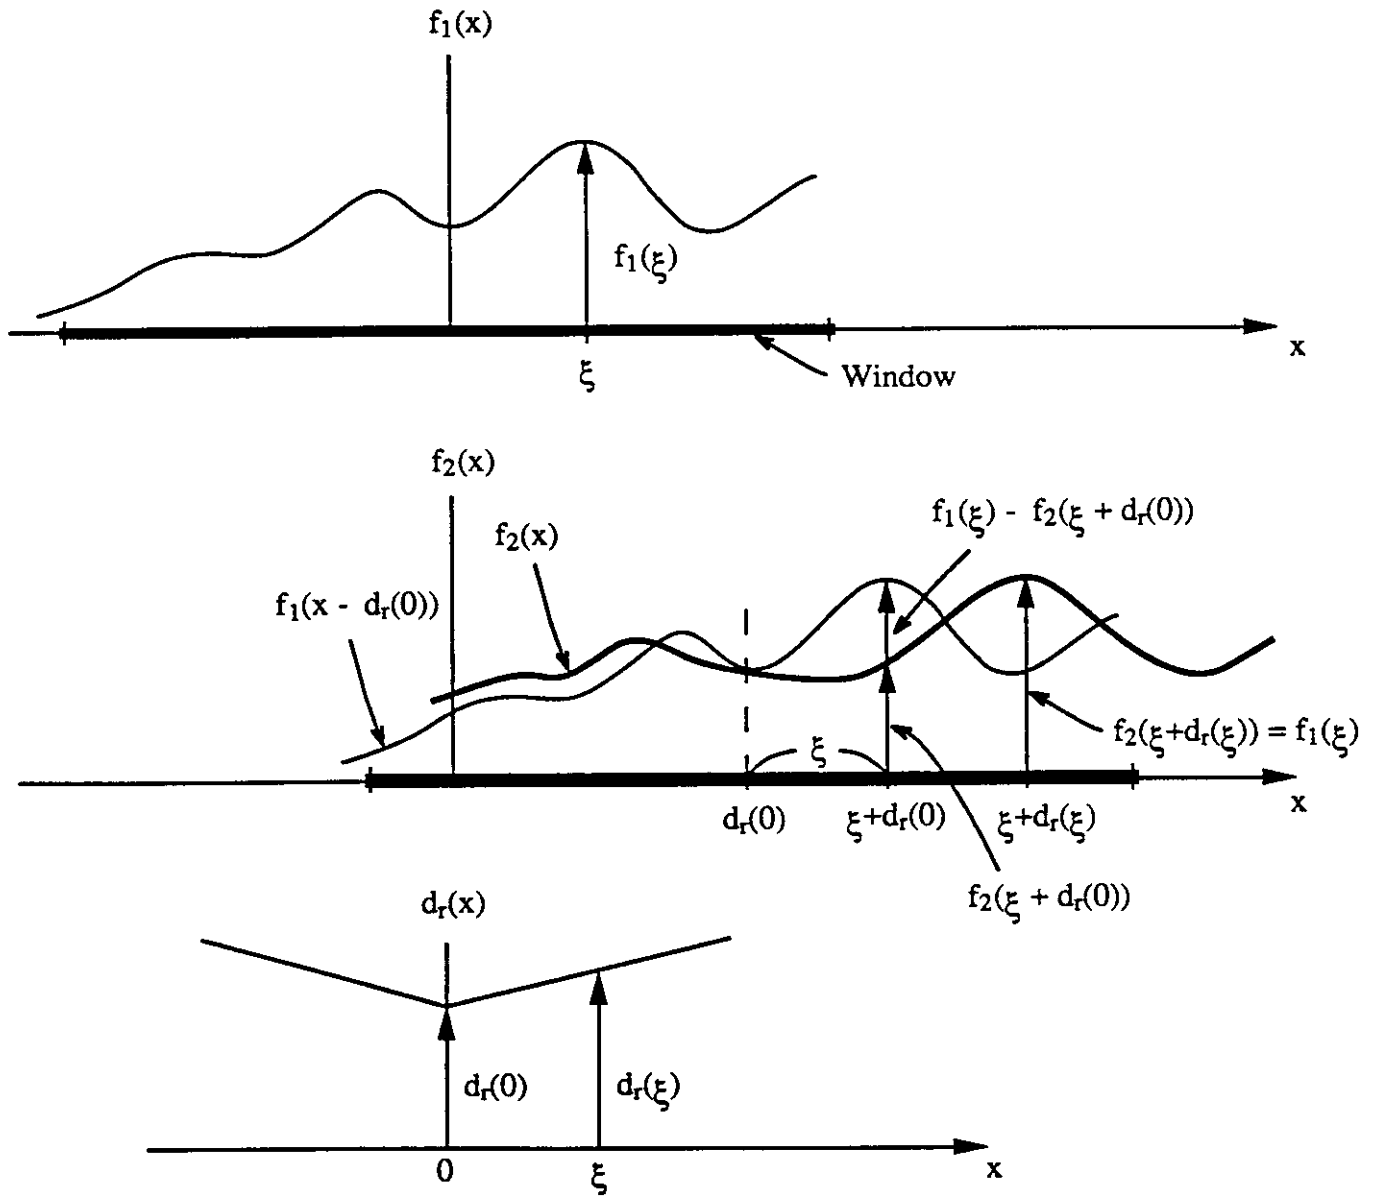 f₁(x)
f₁(ξ)
x
ξ
Window
f₂(x)
f₁(ξ) - f₂(ξ + dᵣ(0))
f₂(x)
f₁(x - dᵣ(0))
ξ
f₂(ξ+dᵣ(ξ)) = f₁(ξ)
x
dᵣ(0)
ξ+dᵣ(0)
ξ+dᵣ(ξ)
f₂(ξ + dᵣ(0))
dᵣ(x)
dᵣ(0)
dᵣ(ξ)
0
ξ
x